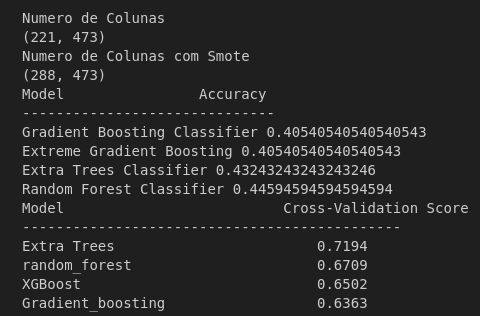 Numero de Colunas
(221, 473)
Numero de Colunas com Smote
(288, 473)
Model                Accuracy
------------------------------
Gradient Boosting Classifier 0.40540540540540543
Extreme Gradient Boosting 0.40540540540540543
Extra Trees Classifier 0.43243243243243246
Random Forest Classifier 0.44594594594594594
Model                          Cross-Validation Score
---------------------------------------------
Extra Trees                        0.7194
random_forest                      0.6709
XGBoost                            0.6502
Gradient_boosting                  0.6363